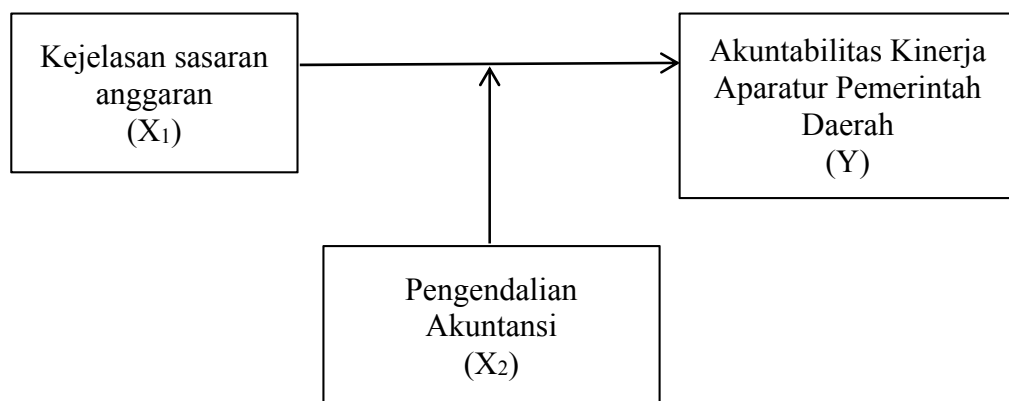 Kejelasan sasaran
anggaran
(X1)
Akuntabilitas Kinerja
Aparatur Pemerintah
Daerah
(Y)
Pengendalian
Akuntansi
(X2)